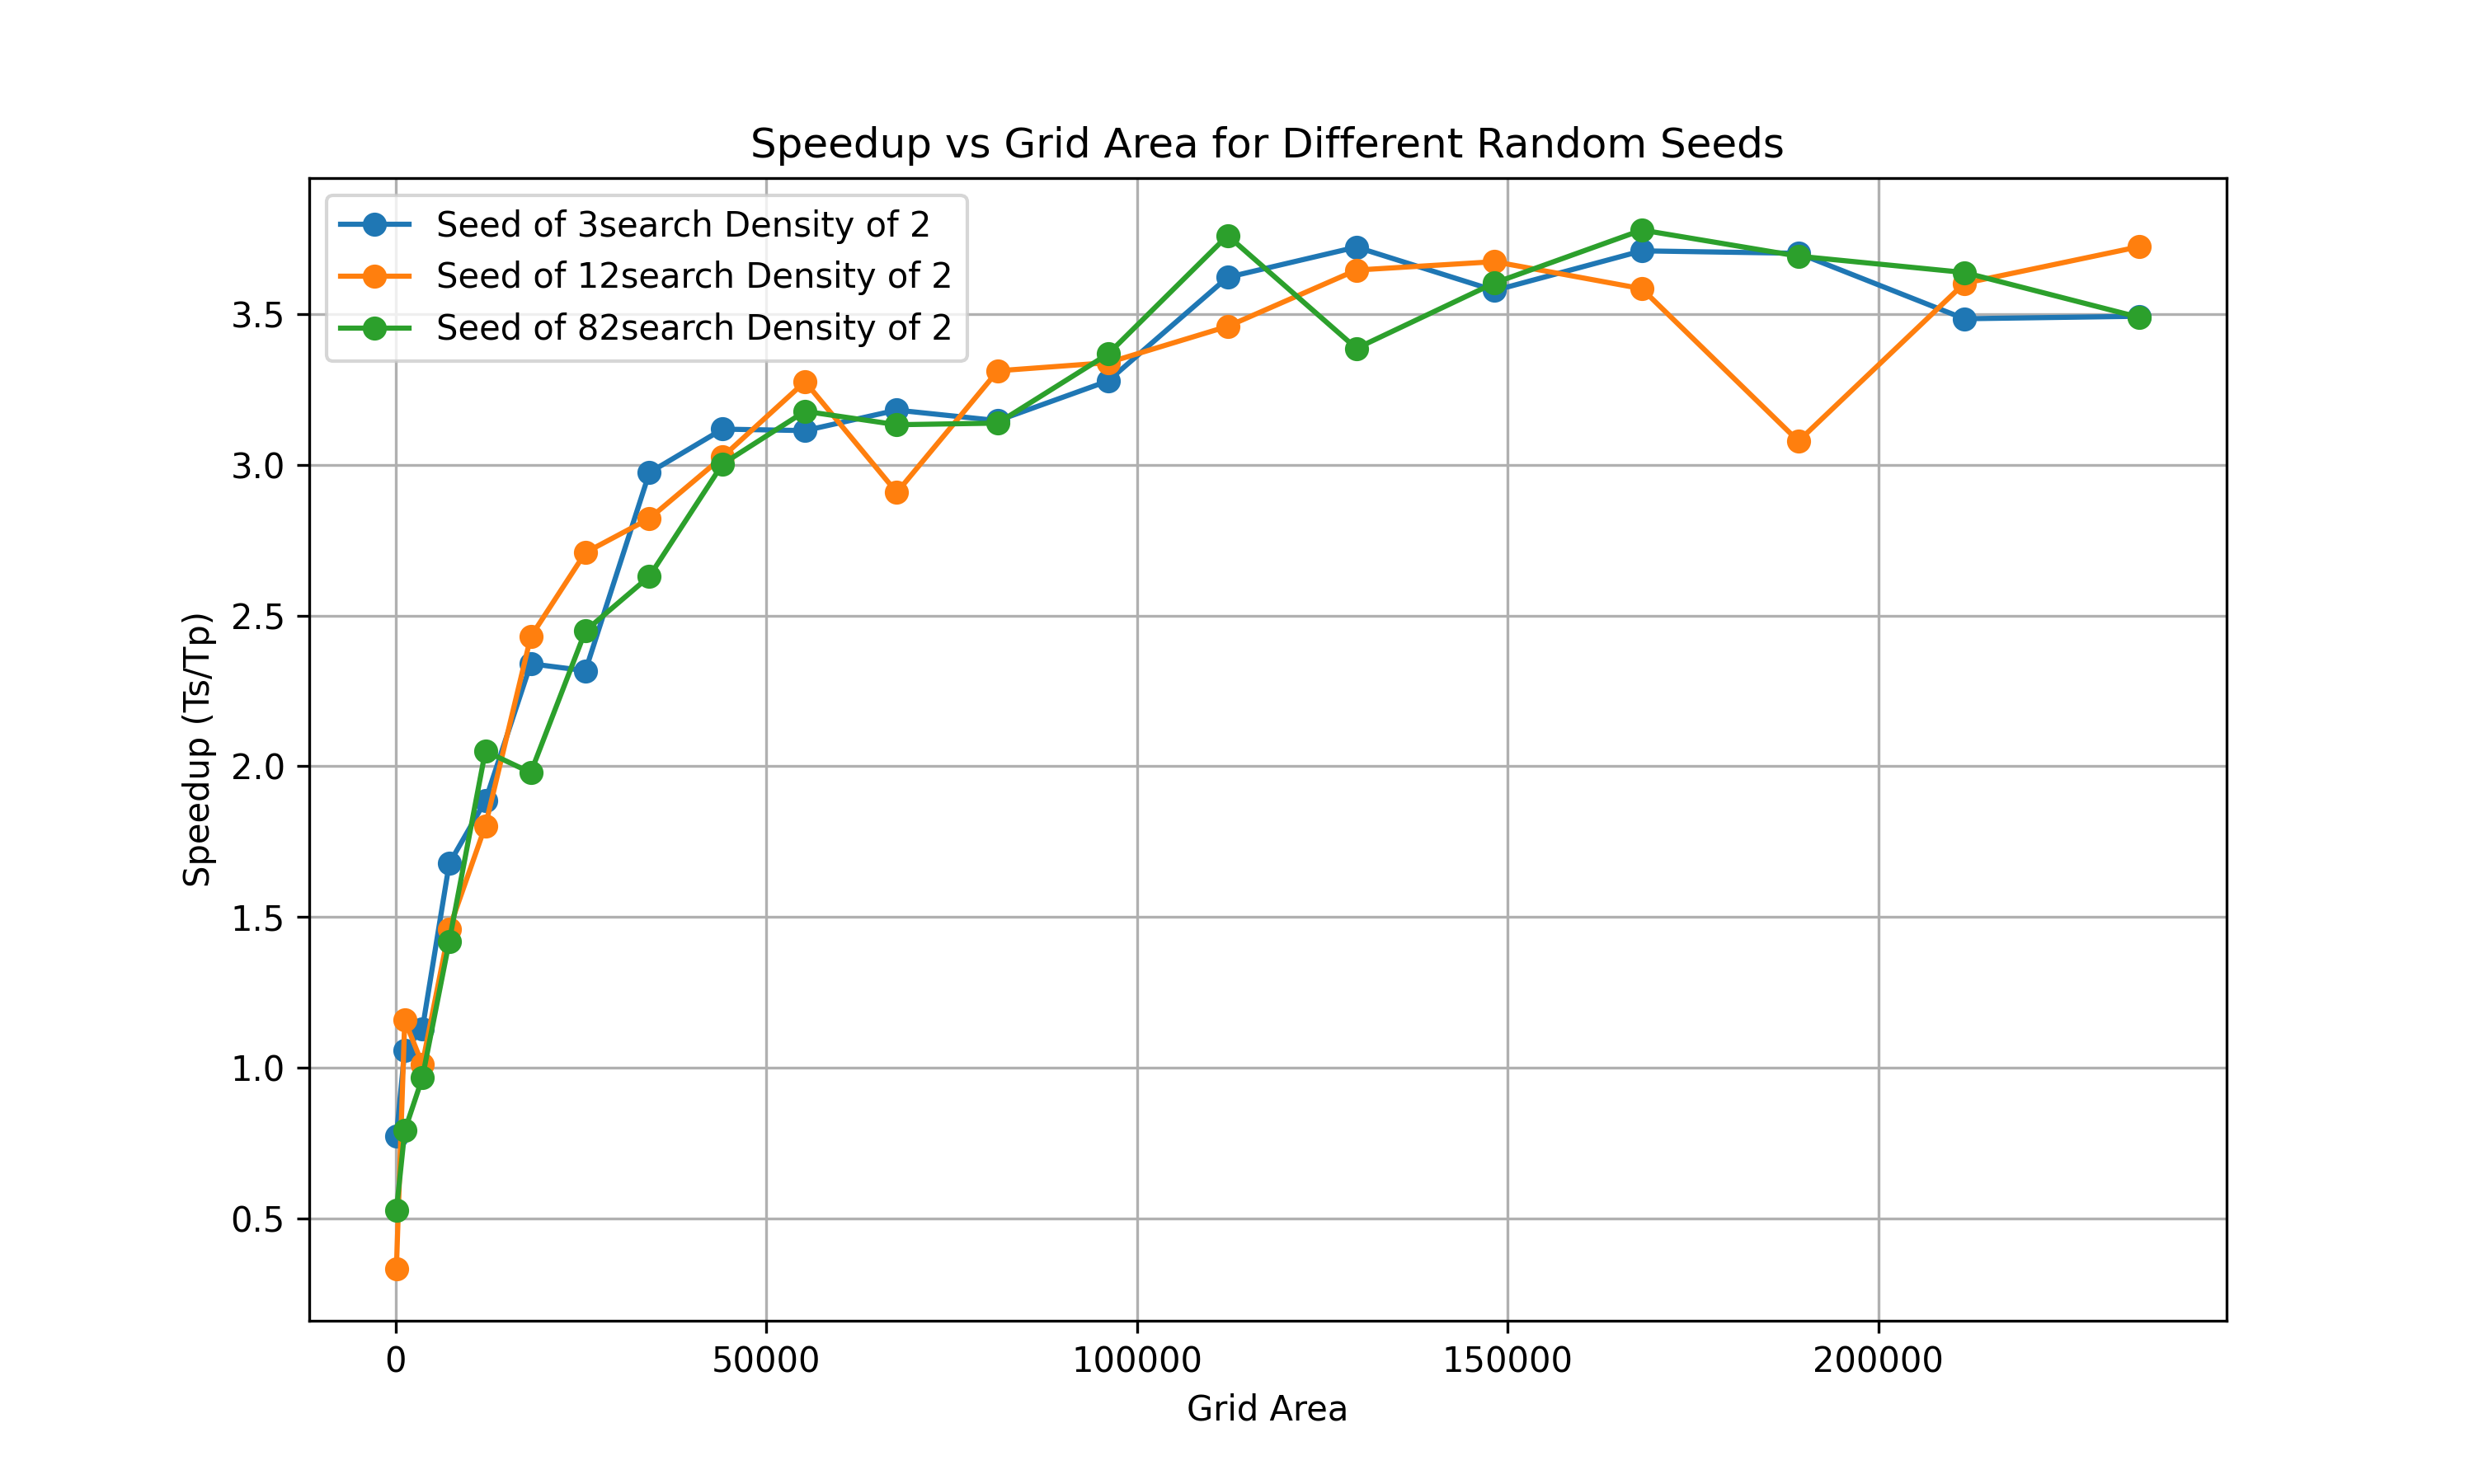 Speedup vs Grid Area for Different Random Seeds
Seed of 3search Density of 2
Seed of 12search Density of 2
Seed of 82search Density of 2
3.5
3.0
2.5
2.0
1.5
1.0
0.5
Speedup (Ts/Tp)
0 50000 100000 150000 200000
Grid Area